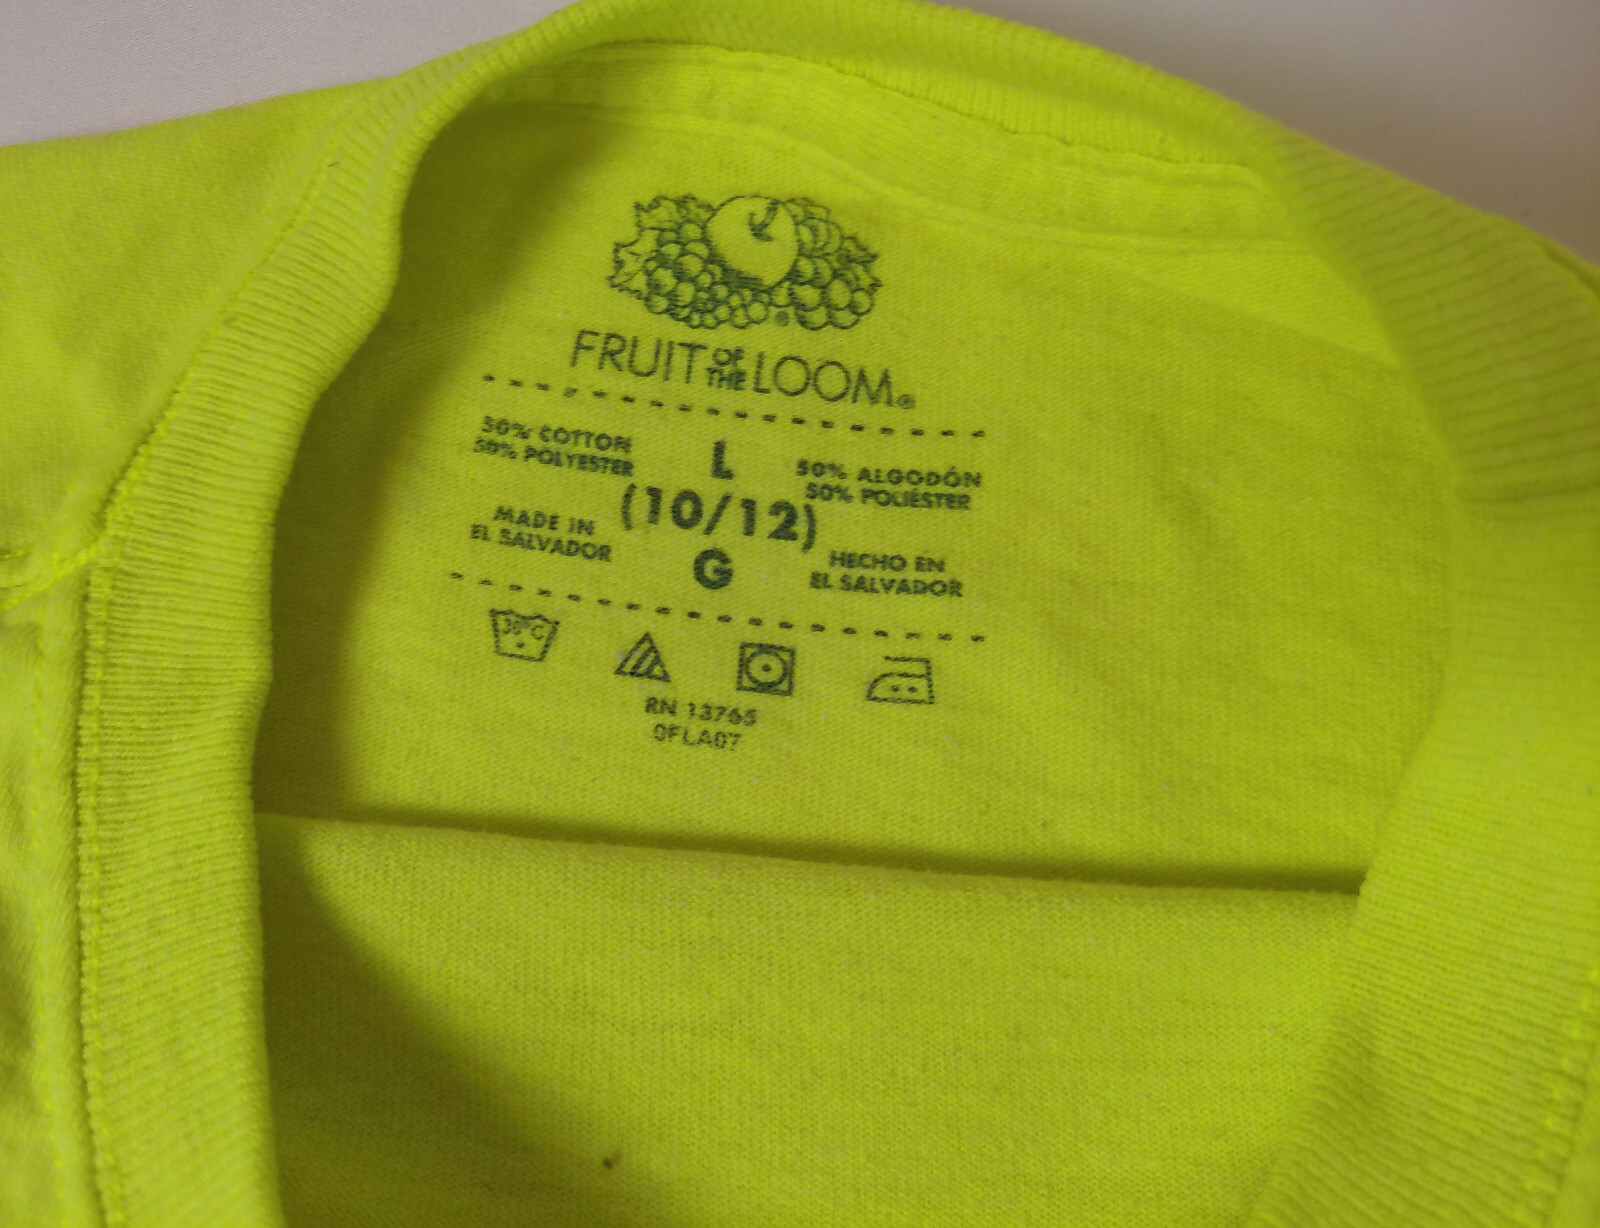 FRUIT OF THE LOOM®
50% COTTON
50% POLYESTER
L
50% ALGODÓN
50% POLIÉSTER
(10/12)
MADE IN
EL SALVADOR
G
HECHO EN
EL SALVADOR
30°C
RN 13765
0FLA07